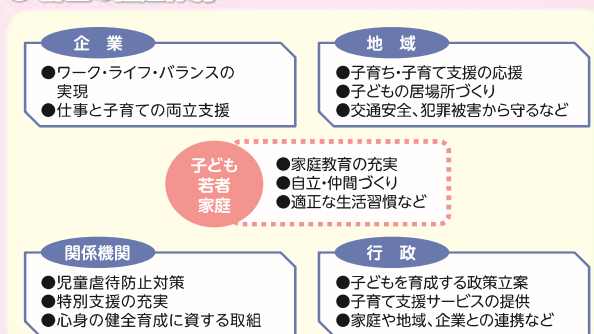 企業
●ワーク・ライフ・バランスの
実現
●仕事と子育ての両立支援
地域
●子育ち・子育て支援の応援
●子どもの居場所づくり
●交通安全、犯罪被害から守るなど
子ども
若者
家庭
●家庭教育の充実
●自立・仲間づくり
●適正な生活習慣など
関係機関
●児童虐待防止対策
●特別支援の充実
●心身の健全育成に資する取組
行政
●子どもを育成する政策立案
●子育て支援サービスの提供
●家庭や地域、企業との連携など